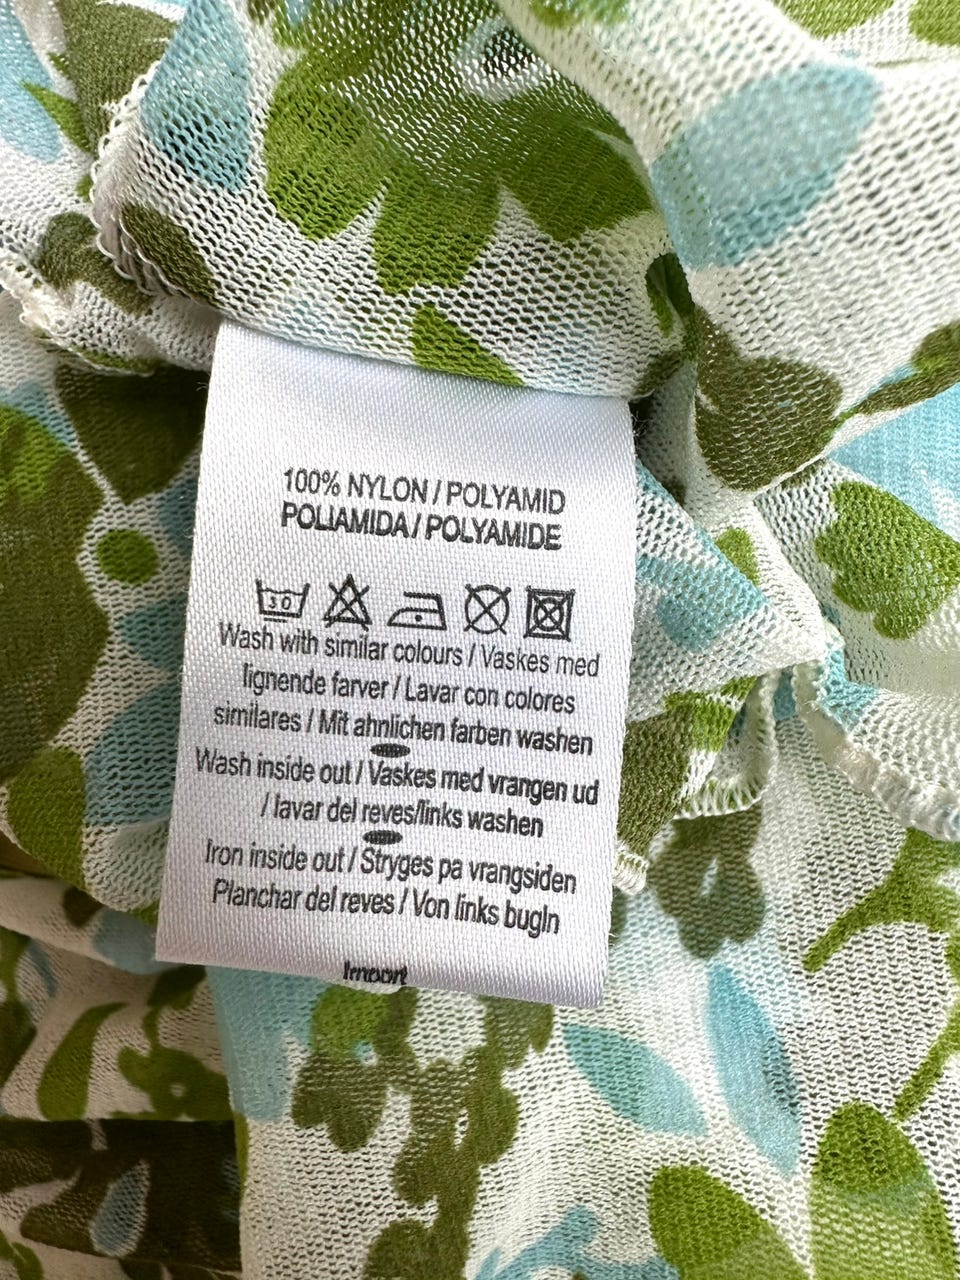 100% NYLON / POLYAMID
POLIAMIDA / POLYAMIDE
30
Wash with similar colours / Vaskes med
lignende farver / Lavar con colores
similares / Mit ahnlichen farben washen
Wash inside out / Vaskes med vrangen ud
/ lavar del reves/links washen
Iron inside out / Stryges pa vrangsiden
Planchar del reves / Von links bugln
Import